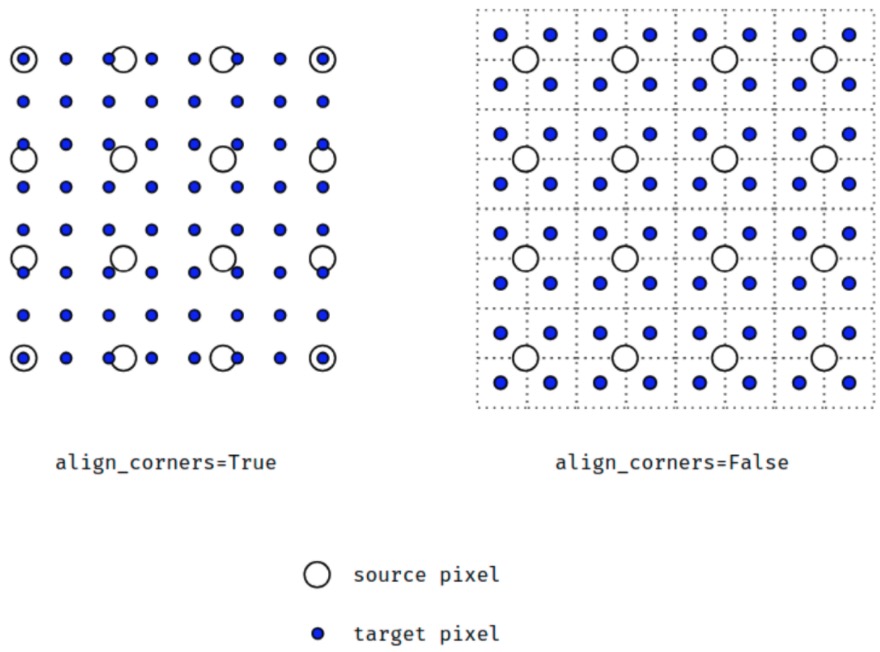 align_corners=True
align_corners=False
source pixel
target pixel